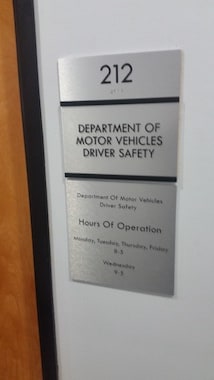 212
DEPARTMENT OF
MOTOR VEHICLES
DRIVER SAFETY
Department Of Motor Vehicles
Driver Safety
Hours Of Operation
Monday, Tuesday, Thursday, Friday
8-5
Wednesday
9-5